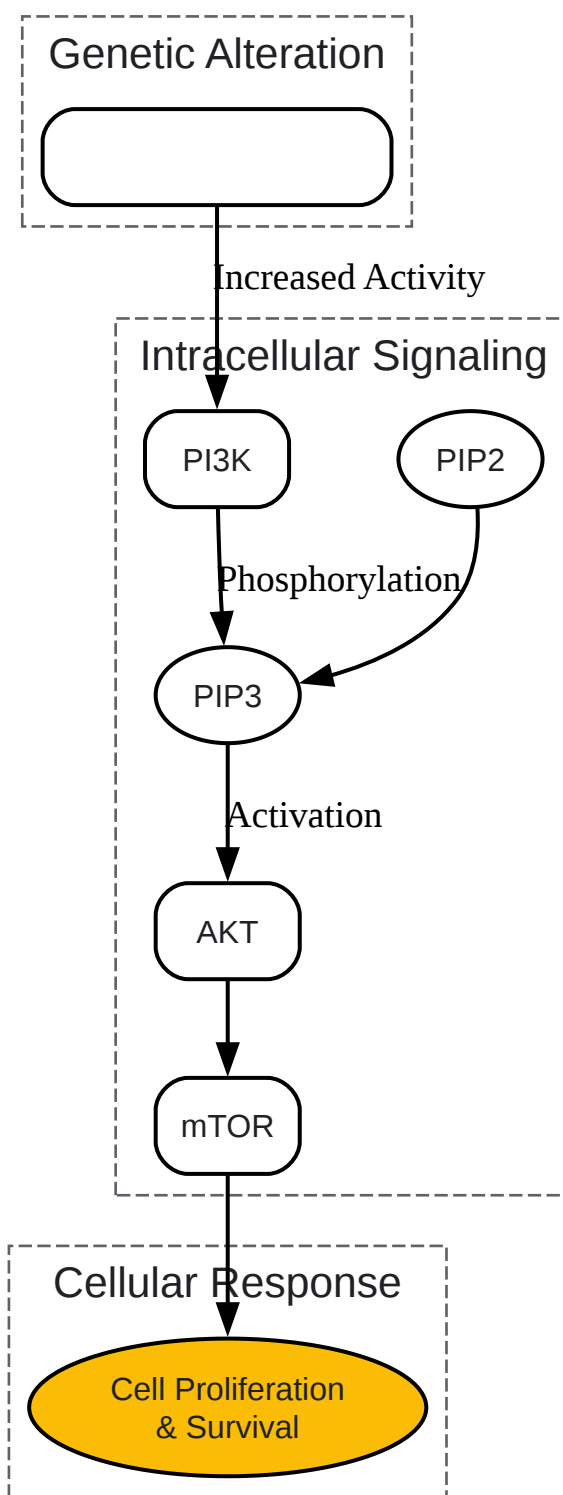 Genetic Alteration
Increased Activity
Intracellular Signaling
PI3K
PIP2
Phosphorylation
PIP3
Activation
AKT
mTOR
Cellular Response
Cell Proliferation
& Survival